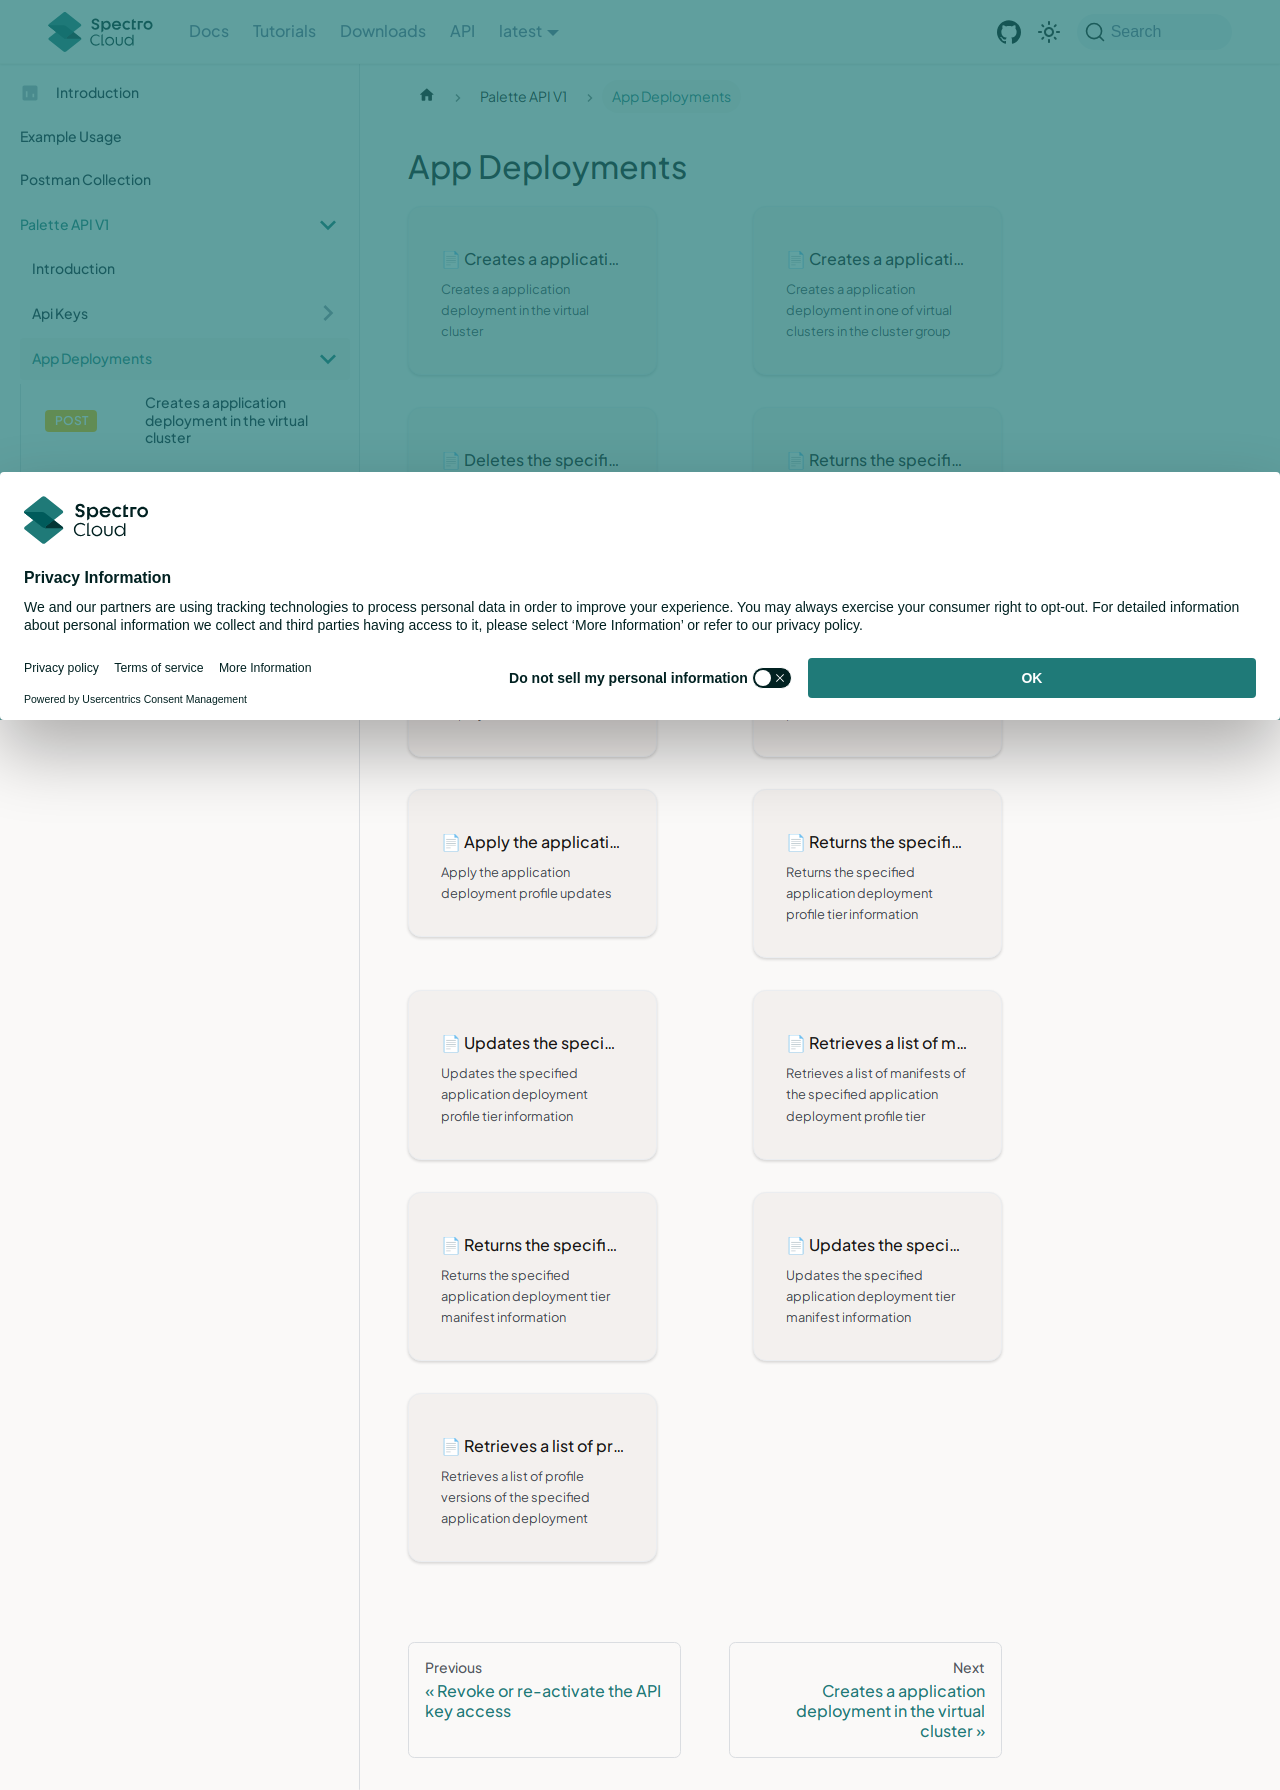 Spectro Cloud
Docs
Tutorials
Downloads
API
latest
Search
Introduction
Example Usage
Postman Collection
Palette API V1
Introduction
Api Keys
App Deployments
POST
Creates a application
deployment in the virtual
cluster
Palette API V1
App Deployments
App Deployments
Creates a applicati...
Creates a application
deployment in the virtual
cluster
Creates a applicati...
Creates a application
deployment in one of virtual
clusters in the cluster group
Deletes the specifi...
Returns the specifi...
Spectro
Cloud
Privacy Information
We and our partners are using tracking technologies to process personal data in order to improve your experience. You may always exercise your consumer right to opt-out. For detailed information
about personal information we collect and third parties having access to it, please select ‘More Information’ or refer to our privacy policy.
Privacy policy
Terms of service
More Information
Powered by Usercentrics Consent Management
Do not sell my personal information
OK
Apply the applicati...
Apply the application
deployment profile updates
Returns the specifi...
Returns the specified
application deployment
profile tier information
Updates the speci...
Updates the specified
application deployment
profile tier information
Retrieves a list of m...
Retrieves a list of manifests of
the specified application
deployment profile tier
Returns the specifi...
Returns the specified
application deployment tier
manifest information
Updates the speci...
Updates the specified
application deployment tier
manifest information
Retrieves a list of pr...
Retrieves a list of profile
versions of the specified
application deployment
Previous
« Revoke or re-activate the API
key access
Next
Creates a application
deployment in the virtual
cluster »